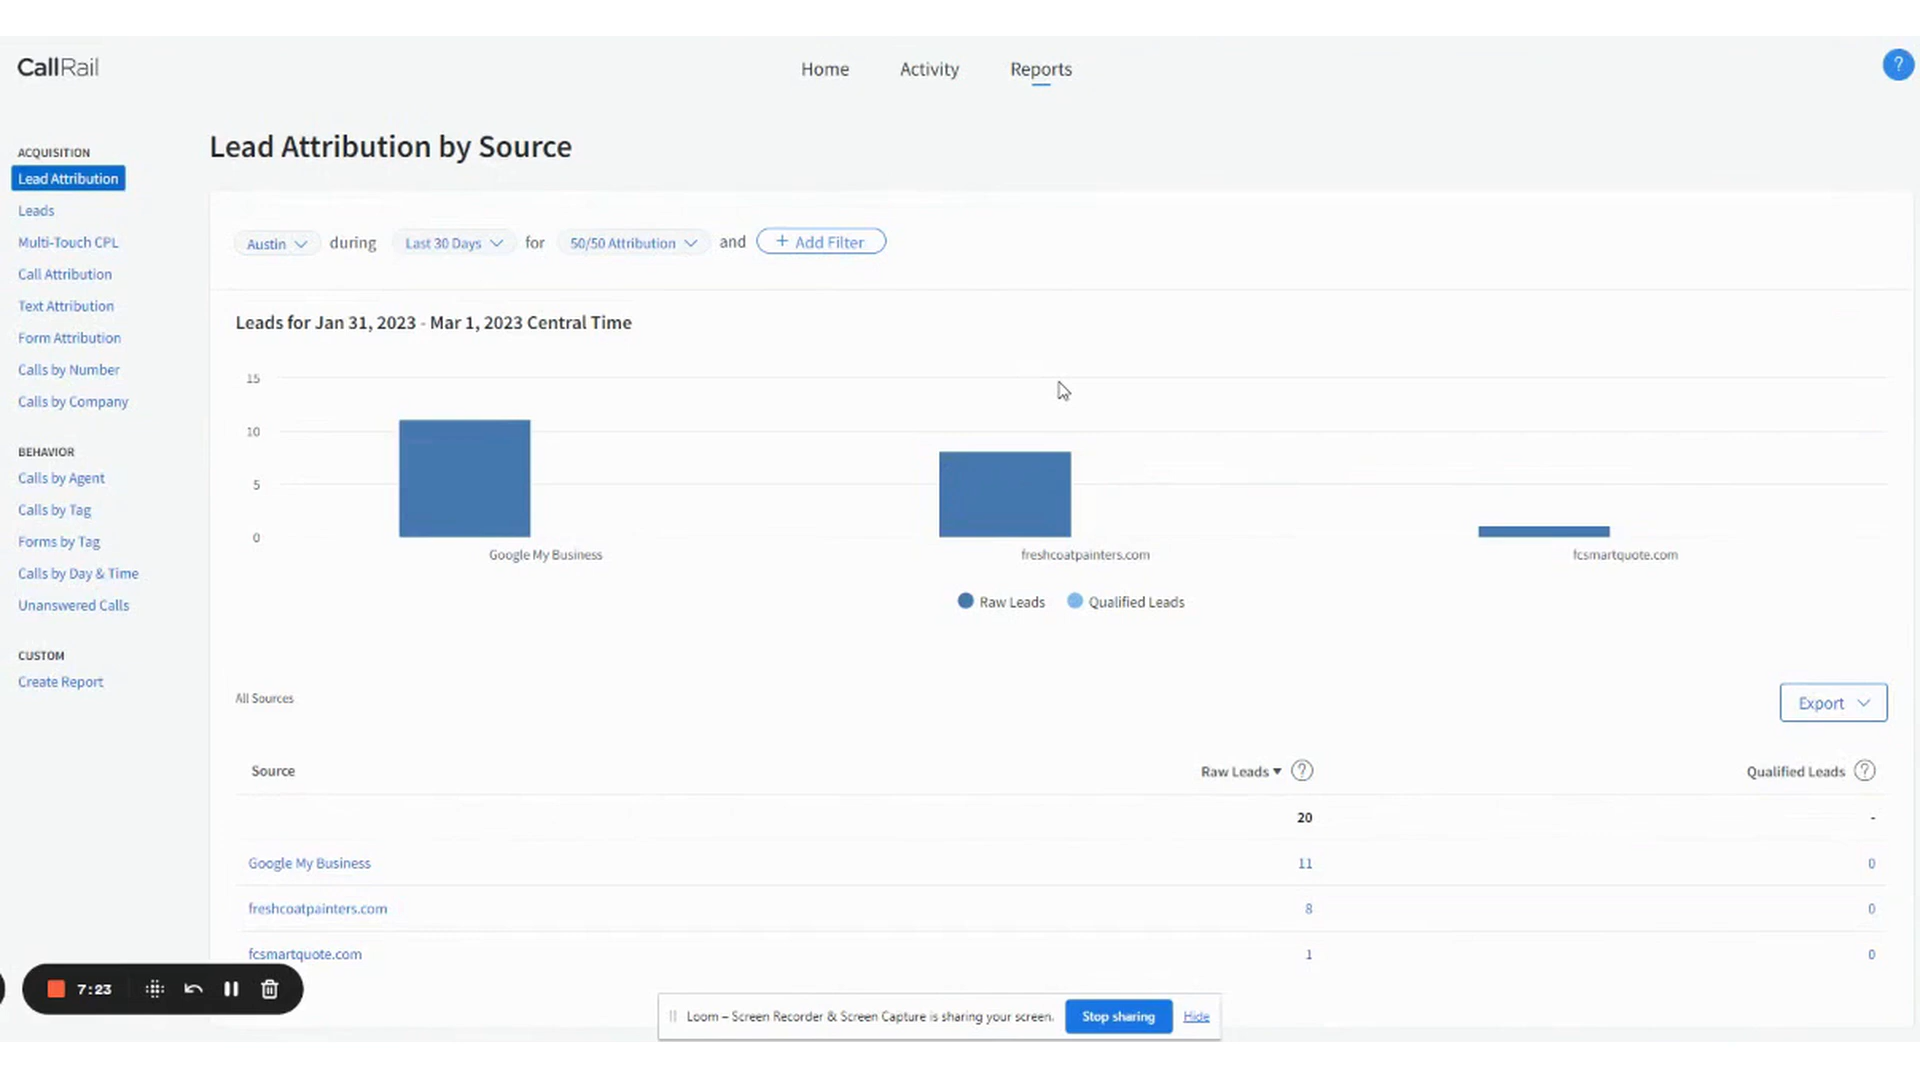 CallRail
Home Activity Reports
?
Lead Attribution by Source
ACQUISITION
Lead Attribution
Leads
Multi-Touch CPL
Call Attribution
Text Attribution
Form Attribution
Calls by Number
Calls by Company
BEHAVIOR
Calls by Agent
Calls by Tag
Forms by Tag
Calls by Day & Time
Unanswered Calls
CUSTOM
Create Report
Austin during Last 30 Days for 50/50 Attribution and + Add Filter
Leads for Jan 31, 2023 - Mar 1, 2023 Central Time
15
10
5
0
Google My Business freshcoatpainters.com fcsmartquote.com
Raw Leads Qualified Leads
All Sources
Export
Source Raw Leads ? Qualified Leads ?
20 -
Google My Business 11 0
freshcoatpainters.com 8 0
fcsmartquote.com 1 0
7:23
Loom – Screen Recorder & Screen Capture is sharing your screen. Stop sharing Hide